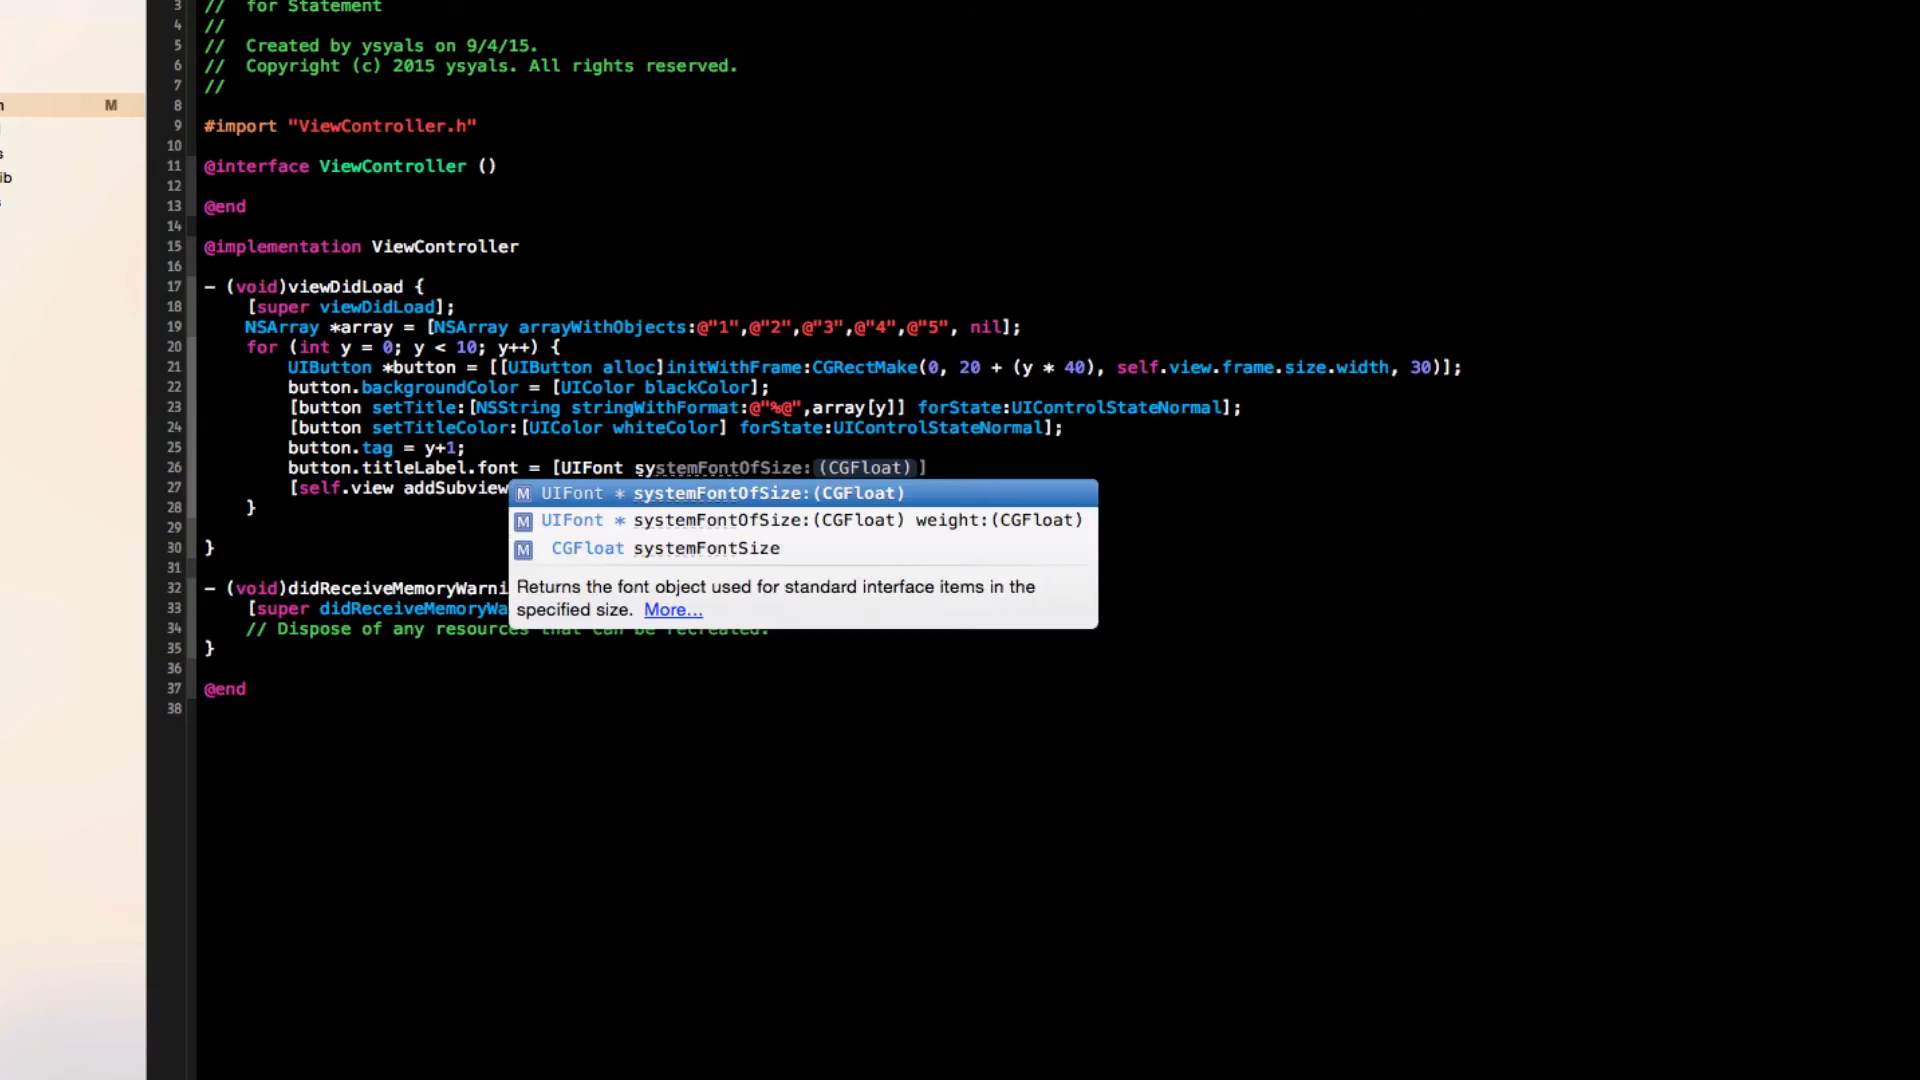 3 // for Statement
4 //
5 // Created by ysyals on 9/4/15.
6 // Copyright (c) 2015 ysyals. All rights reserved.
M
7 //
8
9 #import "ViewController.h"
10
11 @interface ViewController ()
ib
12
13 @end
14
15 @implementation ViewController
16
17 - (void)viewDidLoad {
18 [super viewDidLoad];
19 NSArray *array = [NSArray arrayWithObjects:@"1",@"2",@"3",@"4",@"5", nil];
20 for (int y = 0; y < 10; y++) {
21 UIButton *button = [[UIButton alloc]initWithFrame:CGRectMake(0, 20 + (y * 40), self.view.frame.size.width, 30)];
22 button.backgroundColor = [UIColor blackColor];
23 [button setTitle:[NSString stringWithFormat:@"%@",array[y]] forState:UIControlStateNormal];
24 [button setTitleColor:[UIColor whiteColor] forState:UIControlStateNormal];
25 button.tag = y+1;
26 button.titleLabel.font = [UIFont systemFontOfSize:(CGFloat)]
27 [self.view addSubview
M UIFont * systemFontOfSize:(CGFloat)
28 }
M UIFont * systemFontOfSize:(CGFloat) weight:(CGFloat)
29
30 }
M CGFloat systemFontSize
31
32 - (void)didReceiveMemoryWarni
Returns the font object used for standard interface items in the
33 [super didReceiveMemoryWa
specified size. More...
34 // Dispose of any resources that can be recreated.
35 }
36
37 @end
38